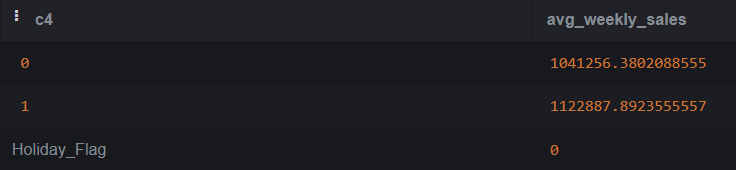 c4 avg_weekly_sales
0 1041256.3802088555
1 1122887.8923555557
Holiday_Flag 0